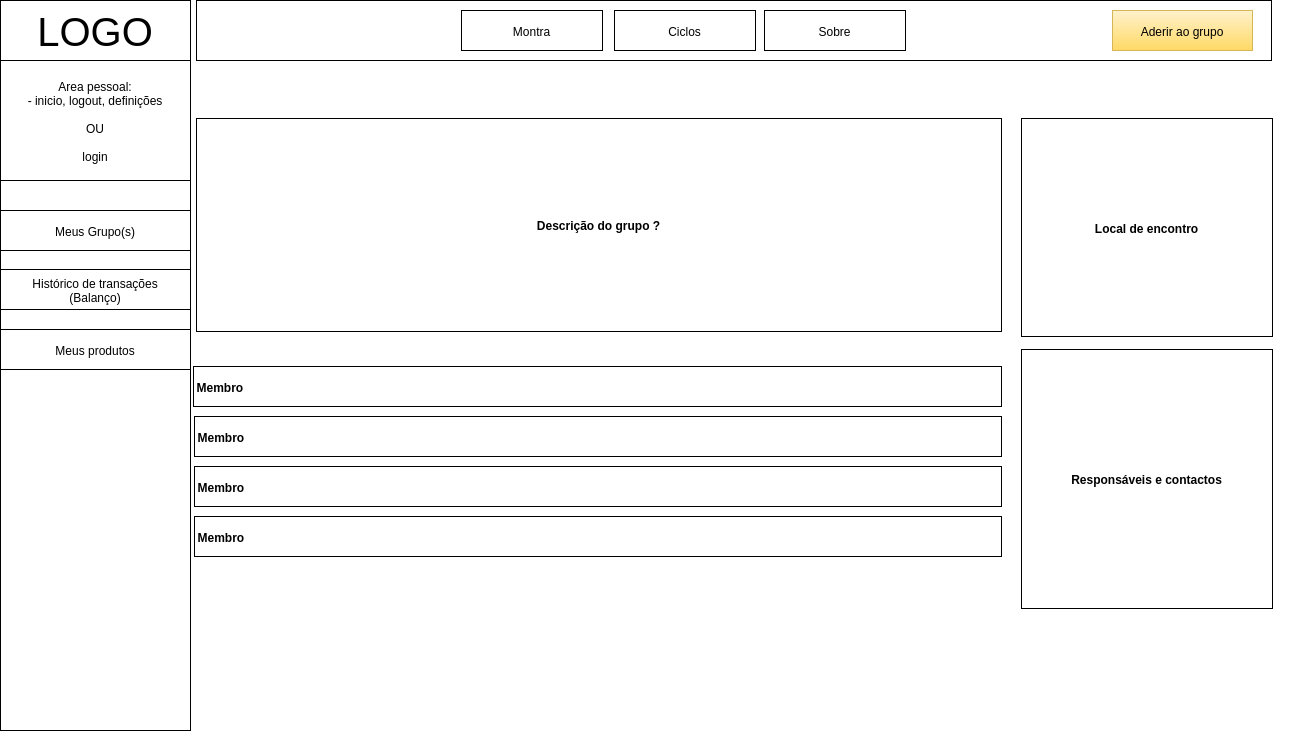 LOGO
Montra
Ciclos
Sobre
Aderir ao grupo
Area pessoal:
- inicio, logout, definições
OU
login
Meus Grupo(s)
Histórico de transações
(Balanço)
Meus produtos
Descrição do grupo ?
Local de encontro
Membro
Membro
Membro
Membro
Responsáveis e contactos